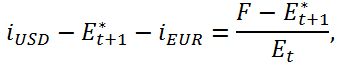 $i_{USD} - E^{*}_{t+1} - i_{EUR} = \frac{F - E^{*}_{t+1}}{E_t},$